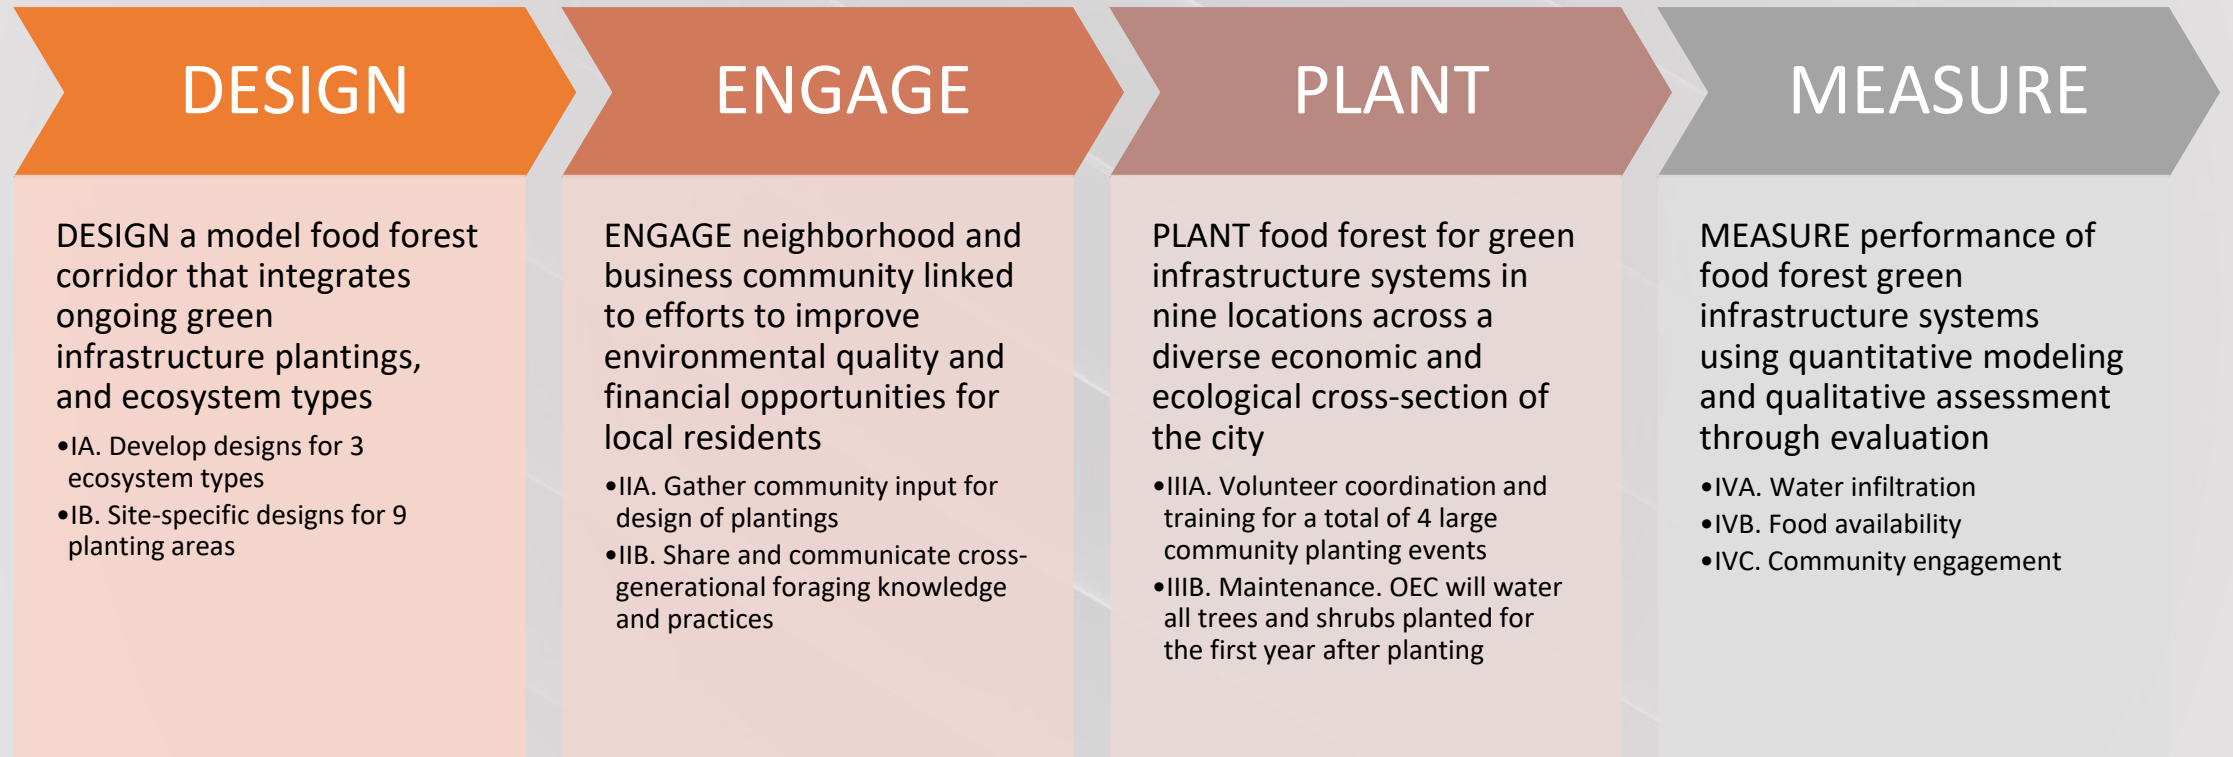 DESIGN
DESIGN a model food forest
corridor that integrates
ongoing green
infrastructure plantings,
and ecosystem types
•IA. Develop designs for 3
ecosystem types
•IB. Site-specific designs for 9
planting areas
ENGAGE
ENGAGE neighborhood and
business community linked
to efforts to improve
environmental quality and
financial opportunities for
local residents
•IIA. Gather community input for
design of plantings
•IIB. Share and communicate cross-
generational foraging knowledge
and practices
PLANT
PLANT food forest for green
infrastructure systems in
nine locations across a
diverse economic and
ecological cross-section of
the city
•IIIA. Volunteer coordination and
training for a total of 4 large
community planting events
•IIIB. Maintenance. OEC will water
all trees and shrubs planted for
the first year after planting
MEASURE
MEASURE performance of
food forest green
infrastructure systems
using quantitative modeling
and qualitative assessment
through evaluation
•IVA. Water infiltration
•IVB. Food availability
•IVC. Community engagement